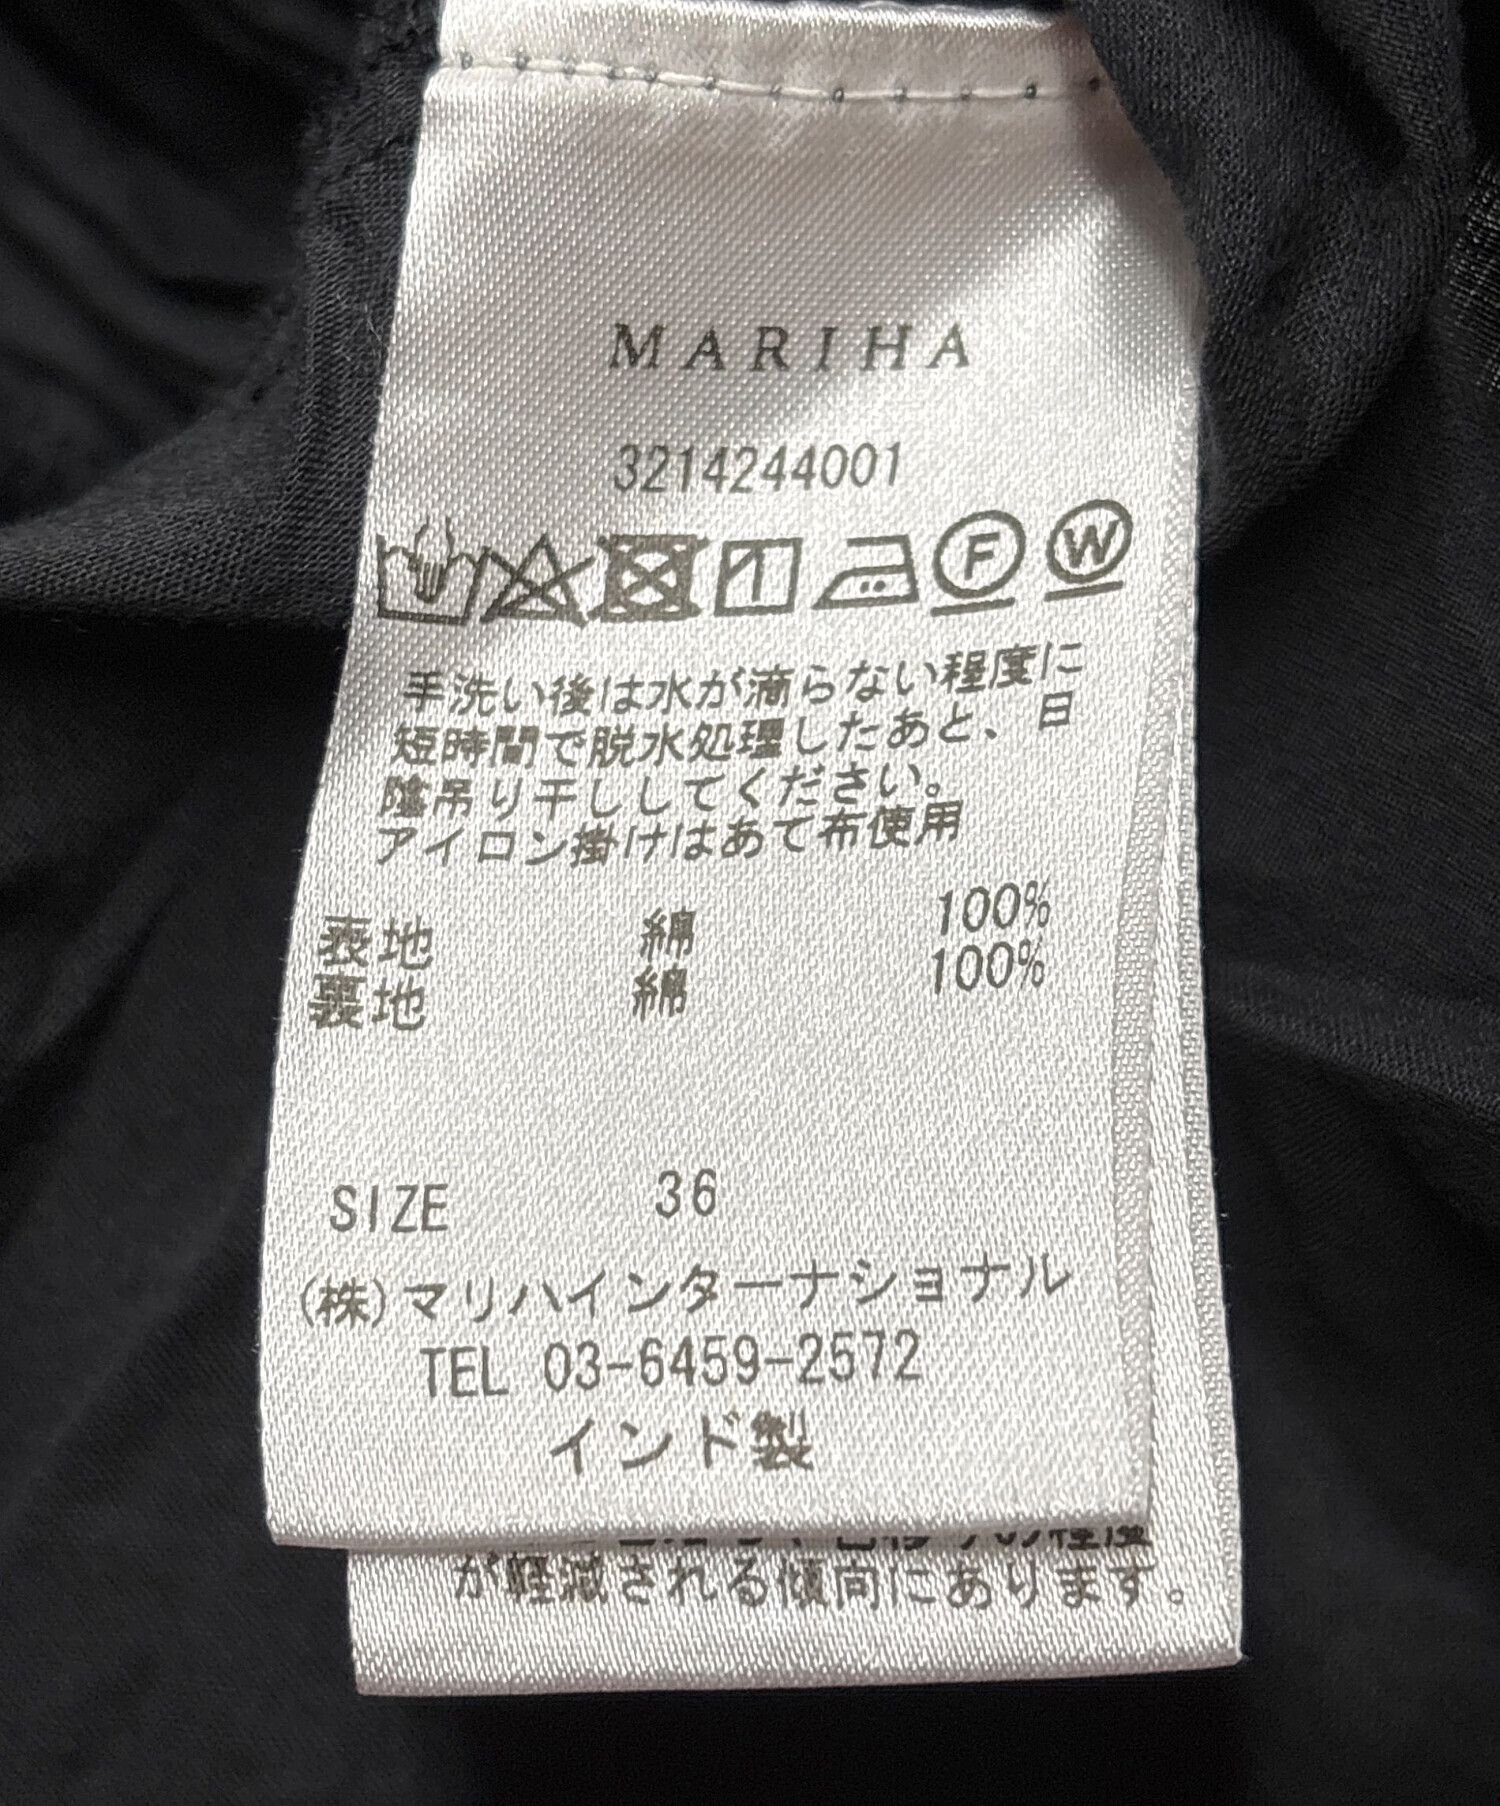 MARIHA
3214244001
F W
手洗い後は水が滴らない程度に
短時間で脱水処理したあと、日
陰吊り干ししてください。
アイロン掛けはあて布使用
表地 綿 100%
裏地 綿 100%
SIZE 36
(株)マリハインターナショナル
TEL 03-6459-2572
インド製
が軽減される傾向にあります。